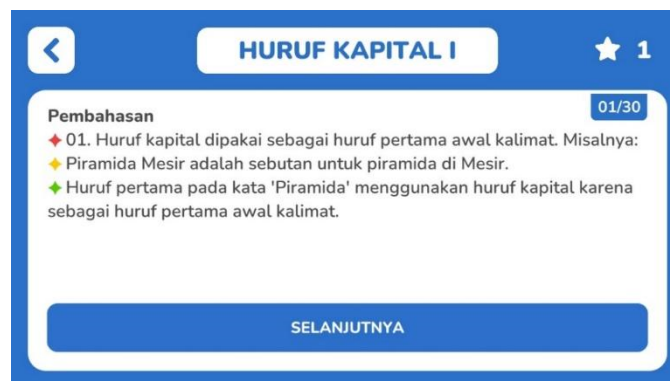 HURUF KAPITAL I
1
01/30
Pembahasan
01. Huruf kapital dipakai sebagai huruf pertama awal kalimat. Misalnya:
Piramida Mesir adalah sebutan untuk piramida di Mesir.
Huruf pertama pada kata 'Piramida' menggunakan huruf kapital karena
sebagai huruf pertama awal kalimat.
SELANJUTNYA